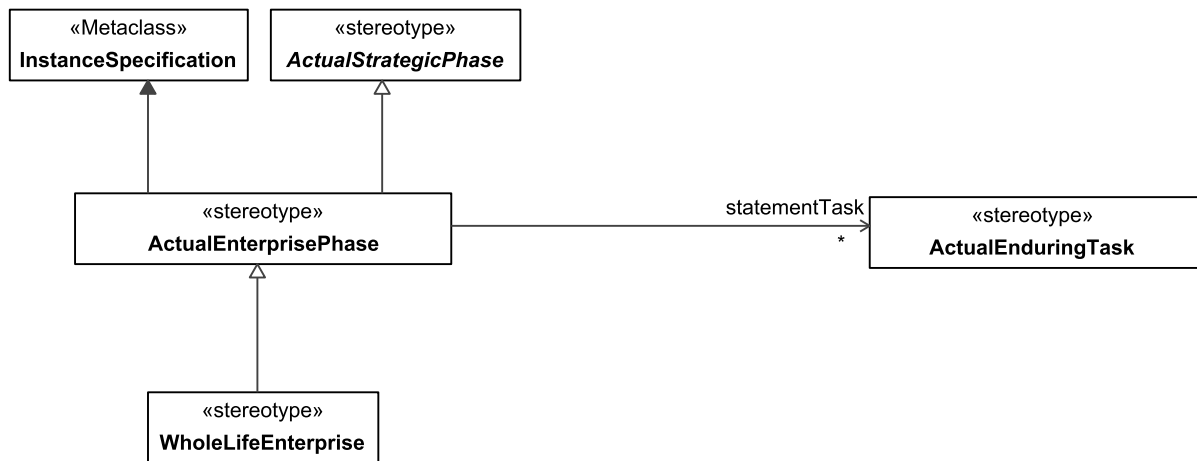 «Metaclass»
InstanceSpecification
«stereotype»
ActualStrategicPhase
«stereotype»
ActualEnterprisePhase
statementTask
*
«stereotype»
ActualEnduringTask
«stereotype»
WholeLifeEnterprise